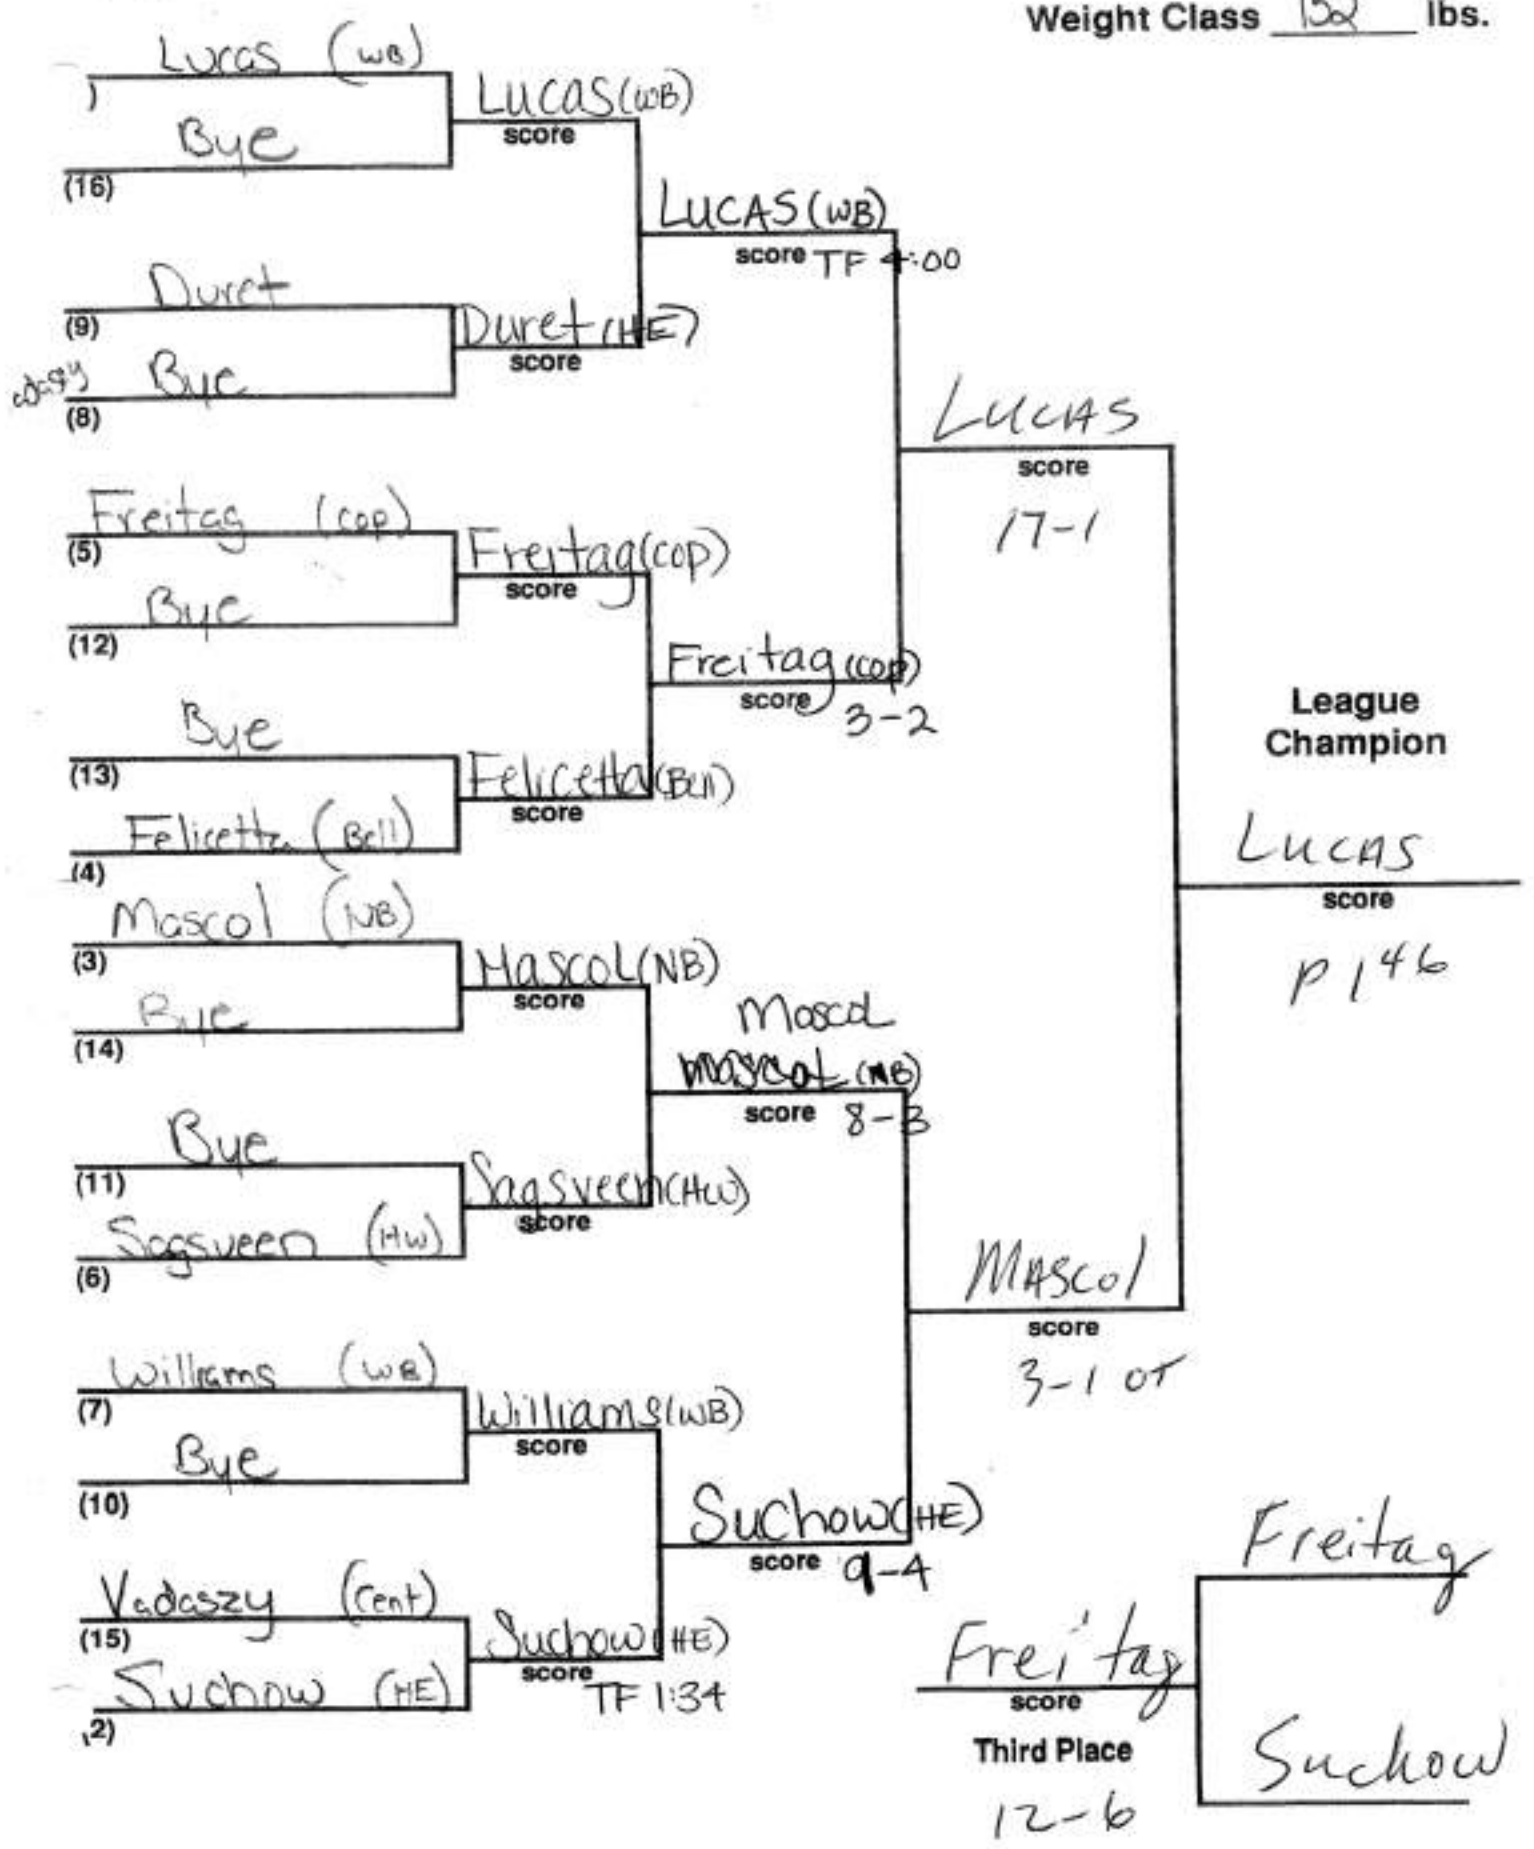 Weight Class 152 lbs.
Lucas (WB)
)
Bye
(16)
Lucas (WB)
score
LUCAS (WB)
score TF 4:00
Duret
(9)
Bye
(8)
Duret (HE)
score
LUCAS
score
17-1
Freitag (COP)
(5)
Bye
(12)
Freitag (COP)
score
Freitag (COP)
score
3-2
Bye
(13)
Felicetta (Bell)
(4)
Felicetta (Bell)
score
League
Champion
LUCAS
score
P 1 46
Mascol (NB)
(3)
Bye
(14)
Mascol (NB)
score
Mascol
Mascol (NB)
score 8-3
Bye
(11)
Sagsveen (HW)
(6)
Sagsveen (HW)
score
MAScol
score
3-1 OT
Williams (WB)
(7)
Bye
(10)
Williams (WB)
score
Suchow (HE)
score 9-4
Vadaszy (Cent)
(15)
Suchow (HE)
2)
Suchow (HE)
score
TF 1:34
Freitag
Freitag
score
Third Place
12-6
Suchow